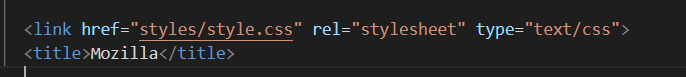 <link href="styles/style.css" rel="stylesheet" type="text/css">
<title>Mozilla</title>